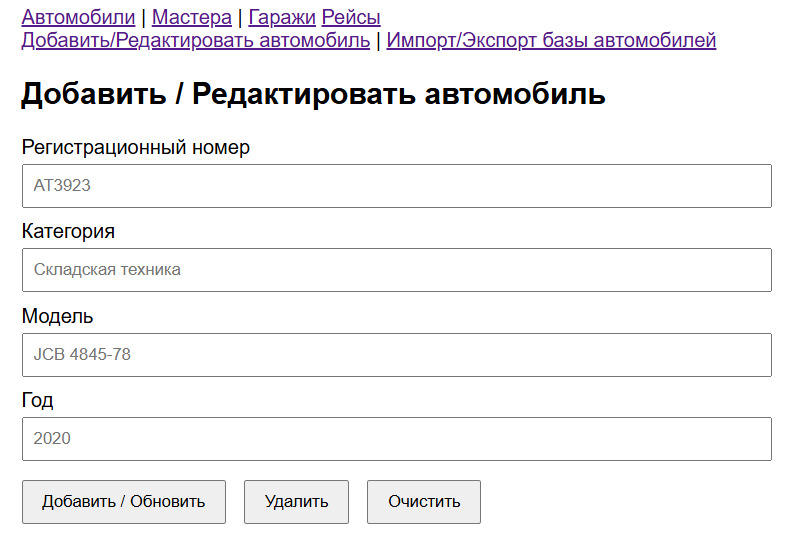 Автомобили | Мастера | Гаражи Рейсы
Добавить/Редактировать автомобиль | Импорт/Экспорт базы автомобилей
Добавить / Редактировать автомобиль
Регистрационный номер
AT3923
Категория
Складская техника
Модель
JCB 4845-78
Год
2020
Добавить / Обновить Удалить Очистить